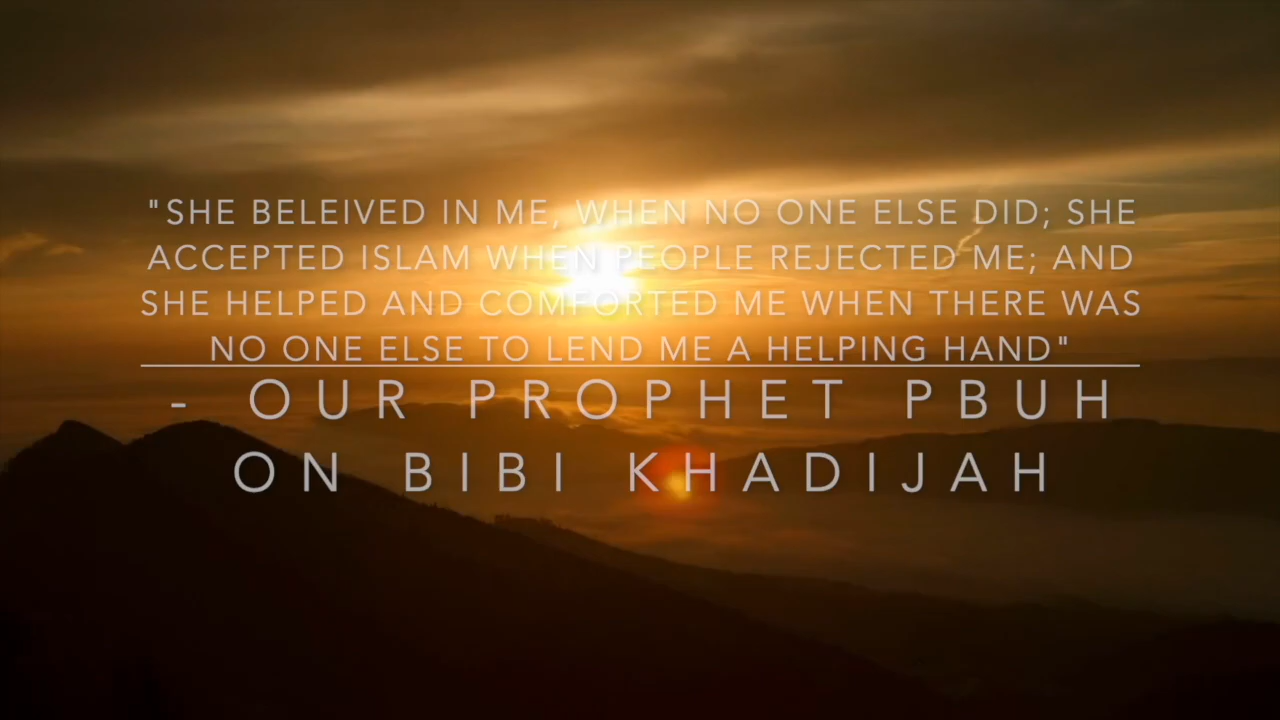 "SHE BELEIVED IN ME, WHEN NO ONE ELSE DID; SHE
ACCEPTED ISLAM WHEN PEOPLE REJECTED ME; AND
SHE HELPED AND COMFORTED ME WHEN THERE WAS
NO ONE ELSE TO LEND ME A HELPING HAND"
- OUR PROPHET PBUH
ON BIBI KHADIJAH